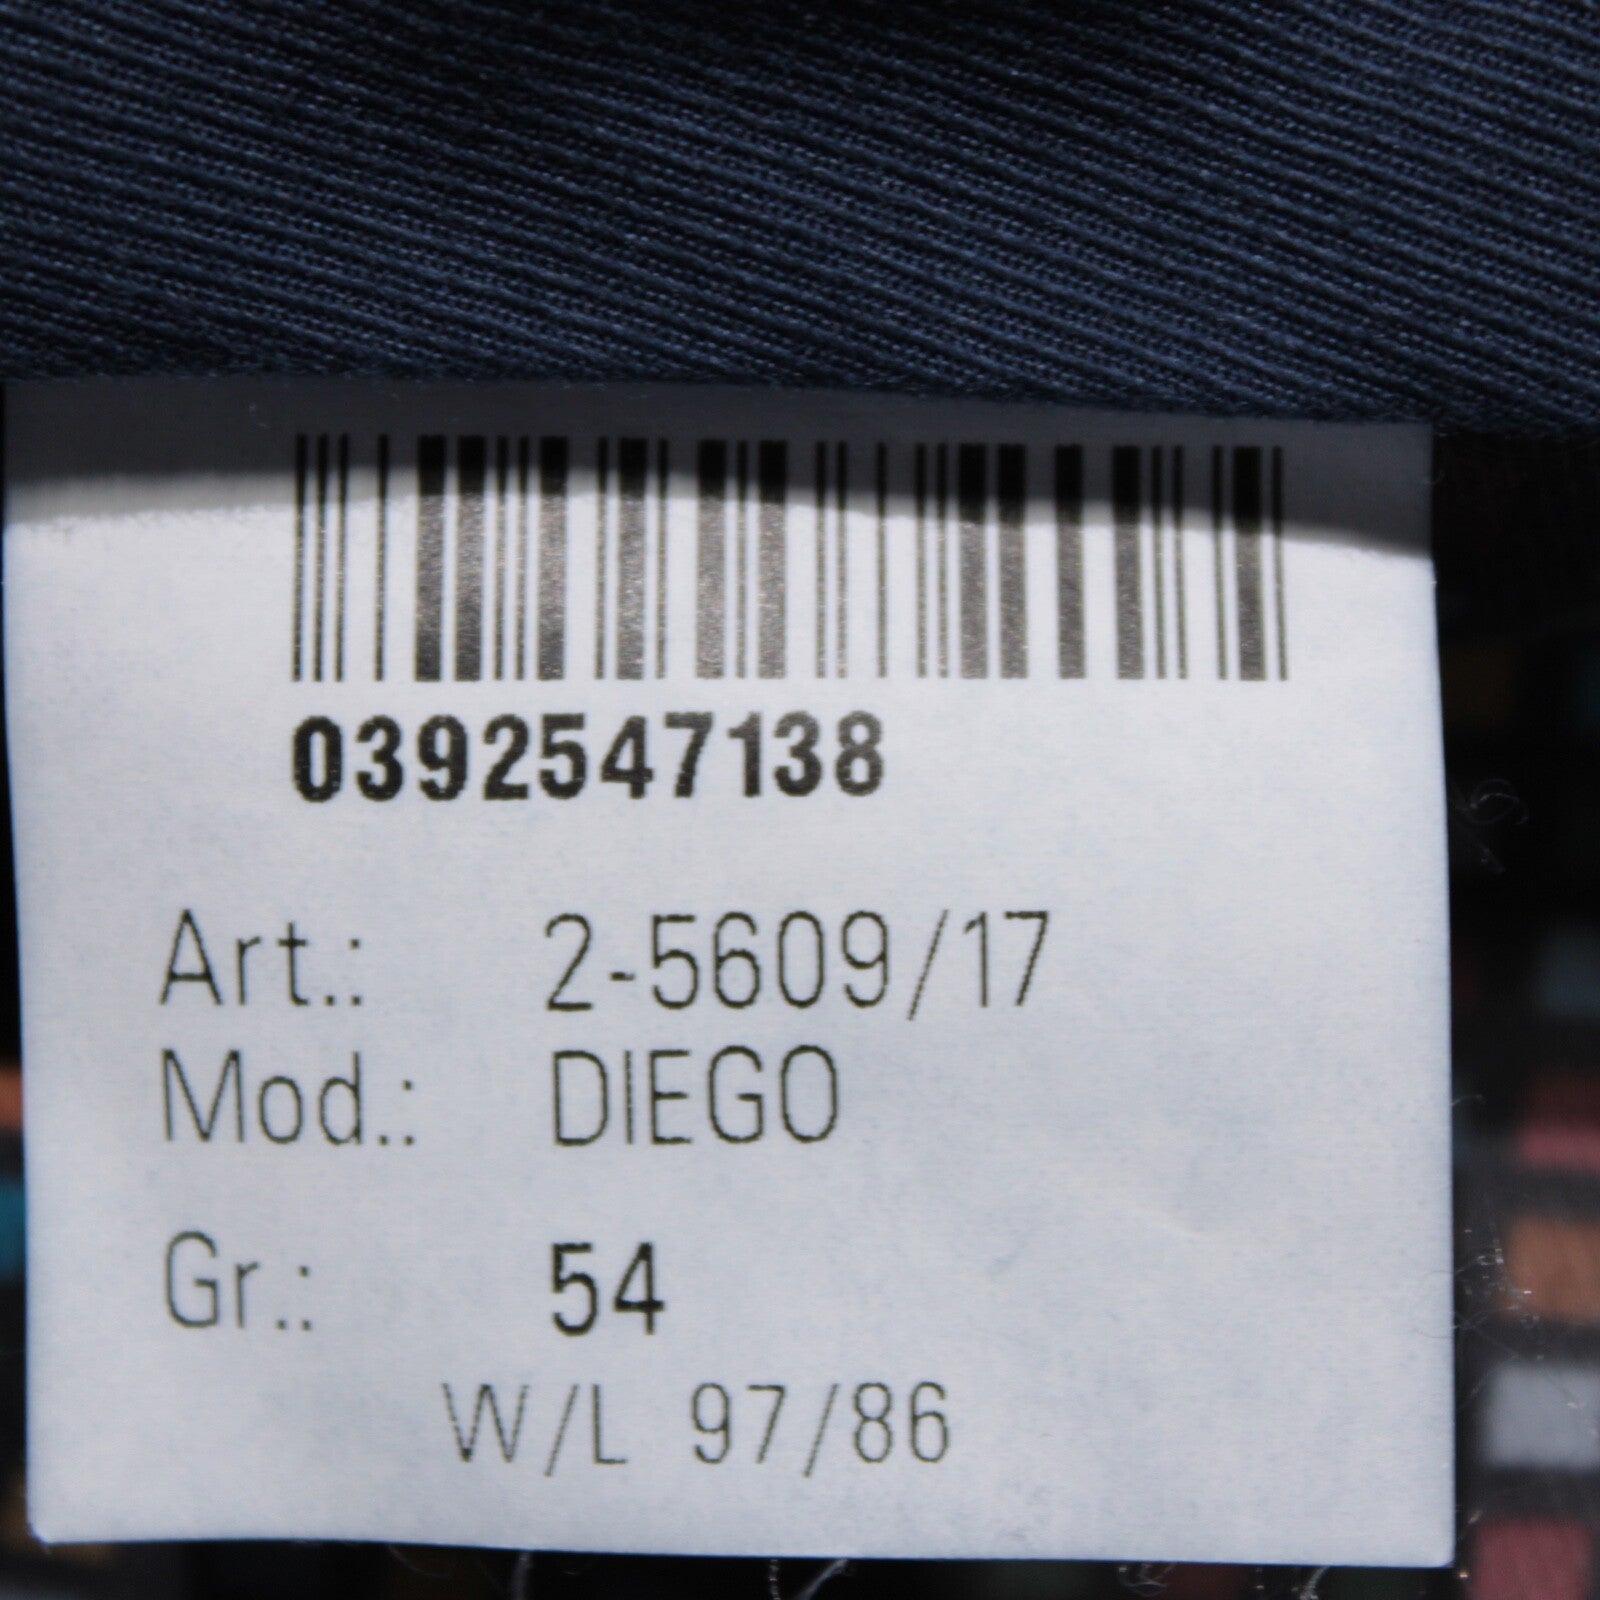 0392547138
Art.: 2-5609/17
Mod.: DIEGO
Gr.: 54
W/L 97/86